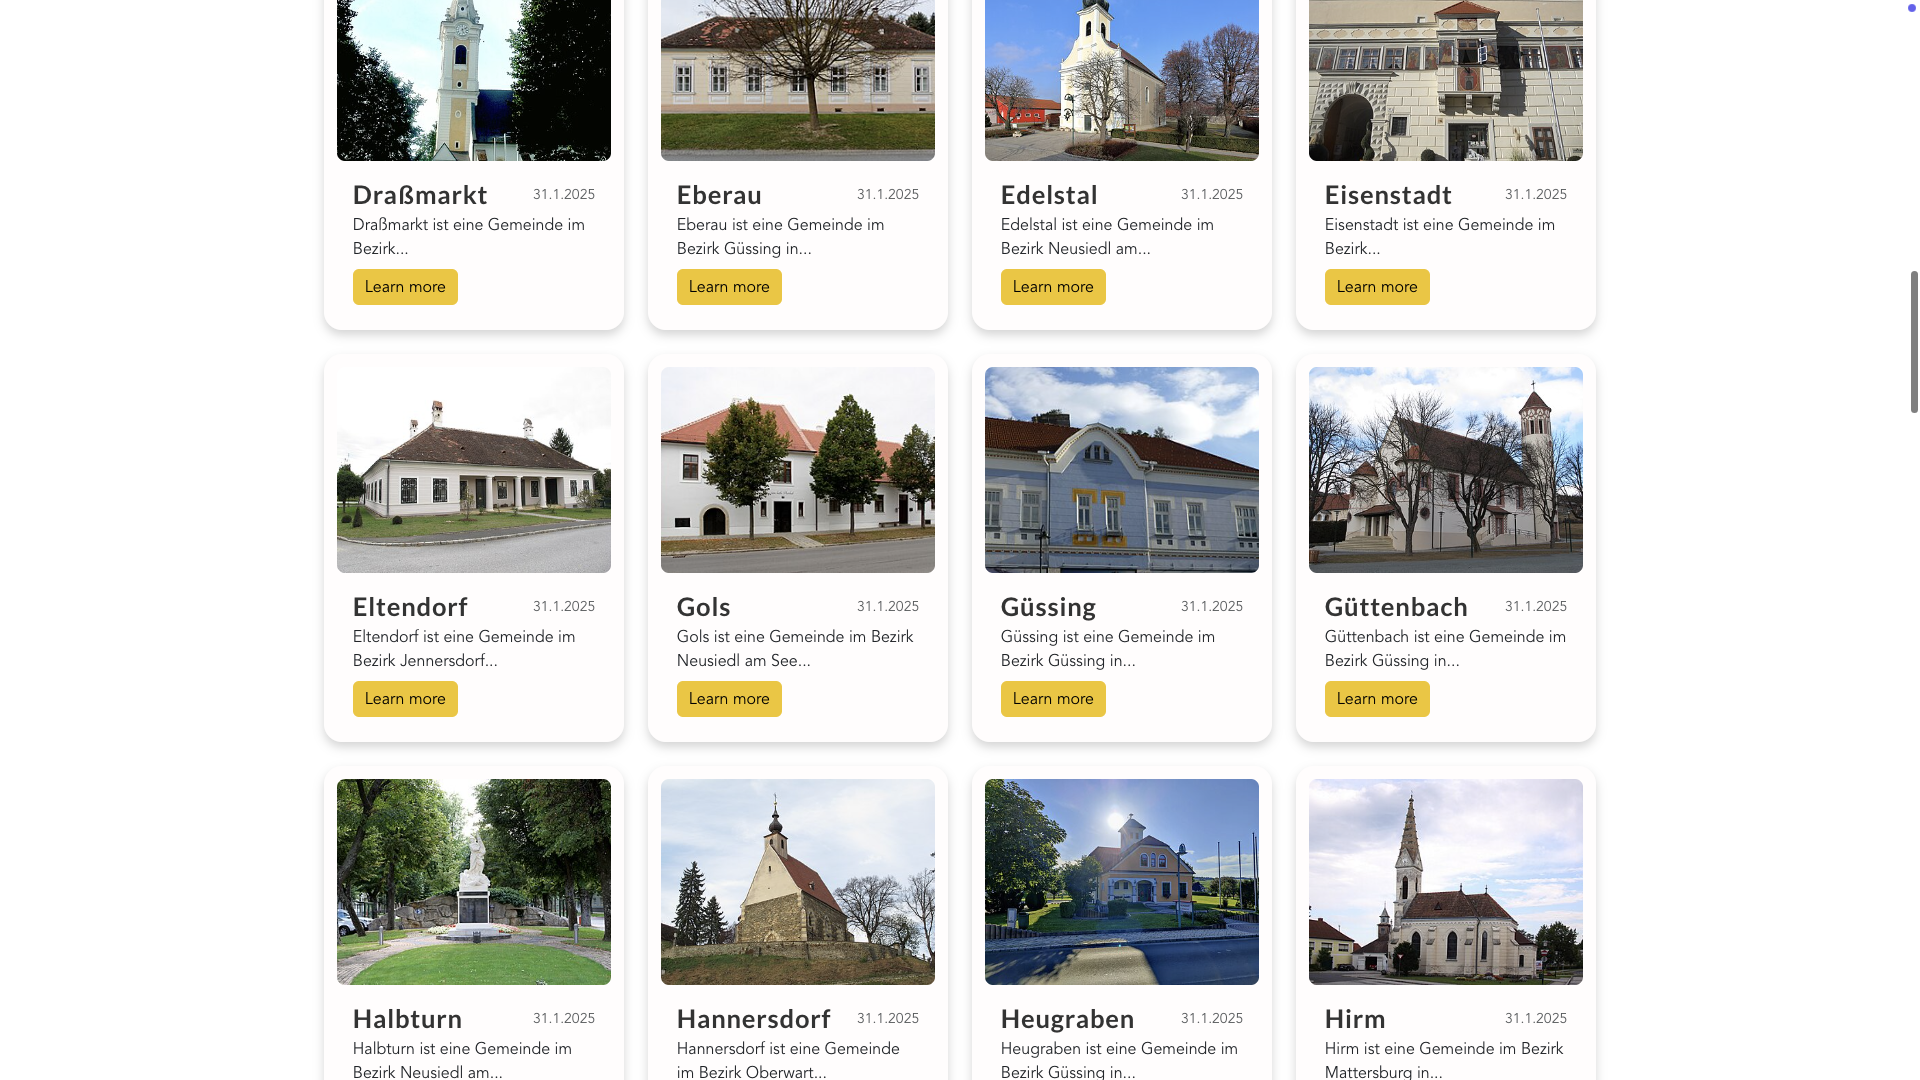 Draßmarkt
31.1.2025
Draßmarkt ist eine Gemeinde im
Bezirk...
Learn more
Eberau
31.1.2025
Eberau ist eine Gemeinde im
Bezirk Güssing in...
Learn more
Edelstal
31.1.2025
Edelstal ist eine Gemeinde im
Bezirk Neusiedl am...
Learn more
Eisenstadt
31.1.2025
Eisenstadt ist eine Gemeinde im
Bezirk...
Learn more
Eltendorf
31.1.2025
Eltendorf ist eine Gemeinde im
Bezirk Jennersdorf...
Learn more
Gols
31.1.2025
Gols ist eine Gemeinde im Bezirk
Neusiedl am See...
Learn more
Güssing
31.1.2025
Güssing ist eine Gemeinde im
Bezirk Güssing in...
Learn more
Güttenbach
31.1.2025
Güttenbach ist eine Gemeinde im
Bezirk Güssing in...
Learn more
Halbturn
31.1.2025
Halbturn ist eine Gemeinde im
Bezirk Neusiedl am...
Hannersdorf
31.1.2025
Hannersdorf ist eine Gemeinde
im Bezirk Oberwart...
Heugraben
31.1.2025
Heugraben ist eine Gemeinde im
Bezirk Güssing in...
Hirm
31.1.2025
Hirm ist eine Gemeinde im Bezirk
Mattersburg in...